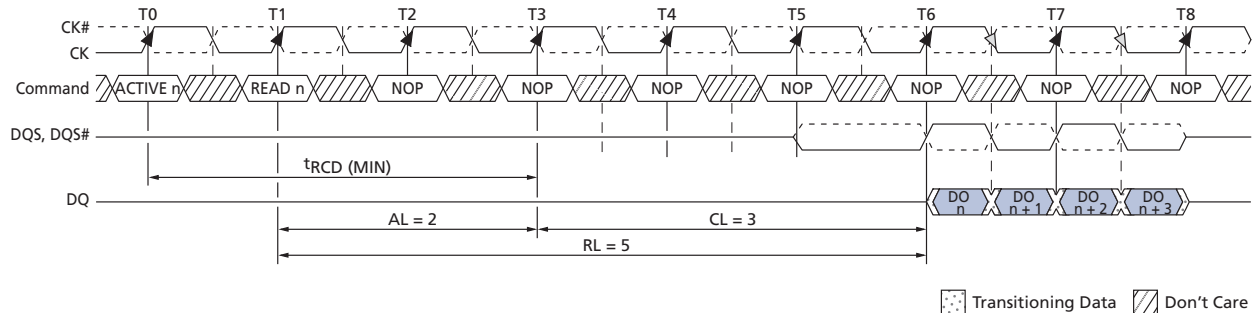 T0 T1 T2 T3 T4 T5 T6 T7 T8
CK#
CK
Command ACTIVE n READ n NOP NOP NOP NOP NOP NOP NOP
DQS, DQS#
tRCD (MIN)
DQ DO n DO n + 1 DO n + 2 DO n + 3
AL = 2 CL = 3
RL = 5
Transitioning Data Don't Care